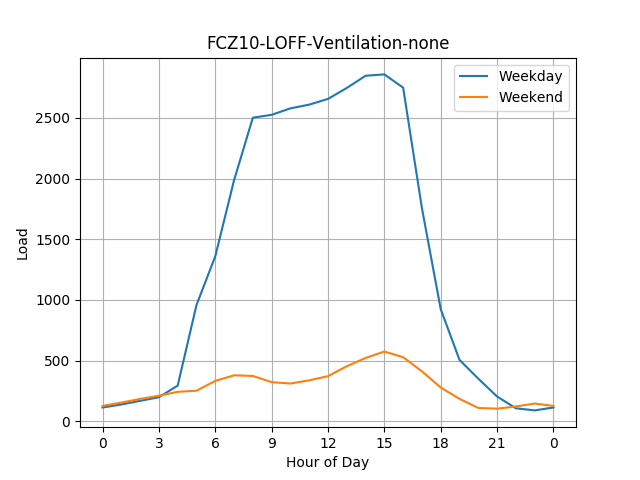 FCZ10-LOFF-Ventilation-none
Weekday
Weekend
Load
2500
2000
1500
1000
500
0
0 3 6 9 12 15 18 21 0
Hour of Day